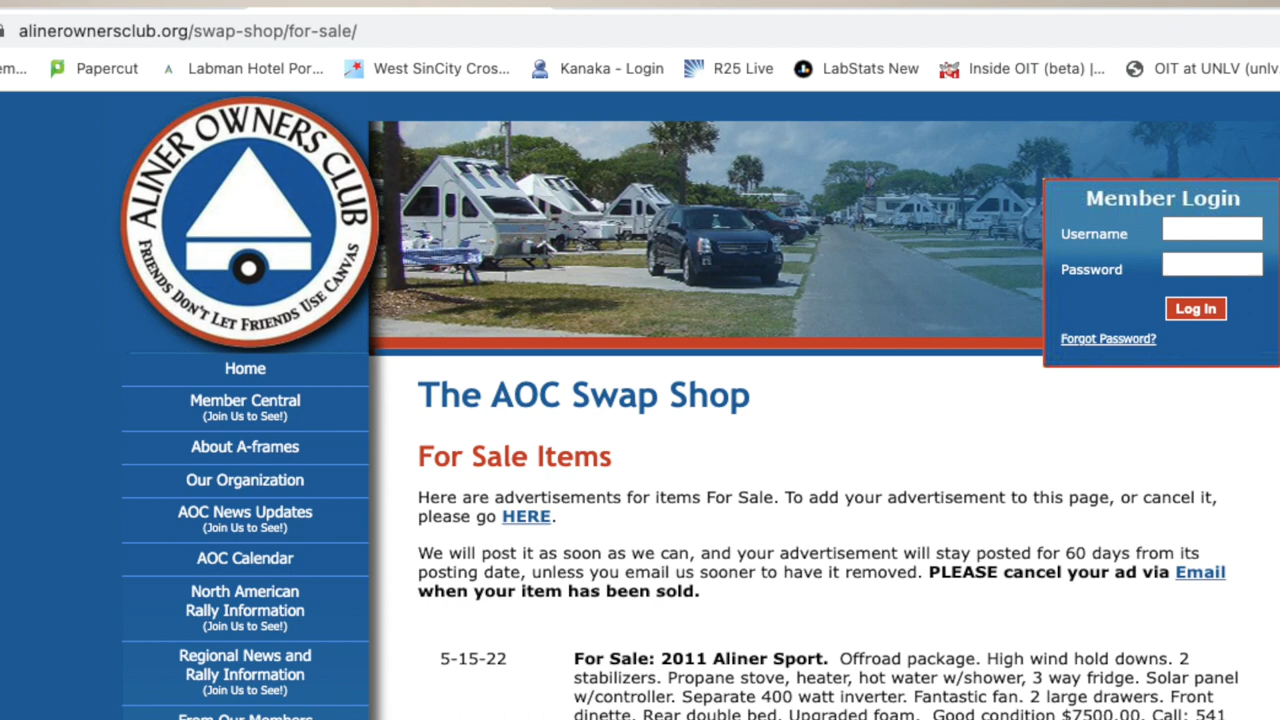 alinerownersclub.org/swap-shop/for-sale/
em... Papercut Labman Hotel Por... West SinCity Cros... Kanaka - Login R25 Live LabStats New Inside OIT (beta) |... OIT at UNLV (unlv
ALINER OWNERS CLUB
FRIENDS DON'T LET FRIENDS USE CANVAS
Member Login
Username
Password
Log In
Forgot Password?
Home
Member Central
(Join Us to See!)
About A-frames
Our Organization
AOC News Updates
(Join Us to See!)
AOC Calendar
North American
Rally Information
(Join Us to See!)
Regional News and
Rally Information
(Join Us to See!)
From Our Members
The AOC Swap Shop
For Sale Items
Here are advertisements for items For Sale. To add your advertisement to this page, or cancel it,
please go HERE.
We will post it as soon as we can, and your advertisement will stay posted for 60 days from its
posting date, unless you email us sooner to have it removed. PLEASE cancel your ad via Email
when your item has been sold.
5-15-22 For Sale: 2011 Aliner Sport. Offroad package. High wind hold downs. 2
stabilizers. Propane stove, heater, hot water w/shower, 3 way fridge. Solar panel
w/controller. Separate 400 watt inverter. Fantastic fan. 2 large drawers. Front
dinette. Rear double bed. Upgraded foam. Good condition $7500.00. Call: 541